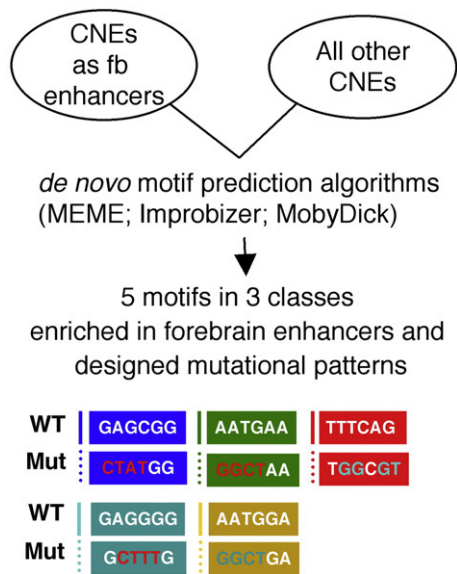 CNEs
as fb
enhancers
All other
CNEs
de novo motif prediction algorithms
(MEME; Improbizer; MobyDick)
5 motifs in 3 classes
enriched in forebrain enhancers and
designed mutational patterns
WT GAGCGG AATGAA TTTCAG
Mut CTATGG GGCTAA TGGCGT
WT GAGGGG AATGGA
Mut GCTTTG GGCTGA